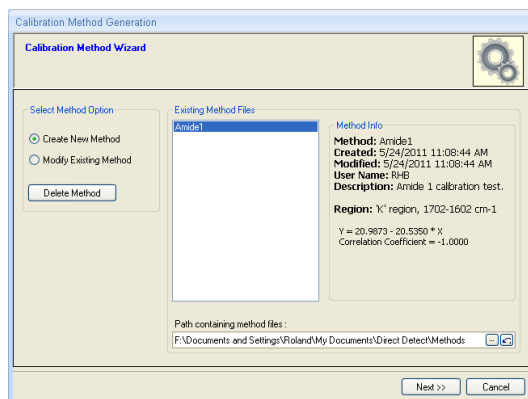 Calibration Method Generation
Calibration Method Wizard
Select Method Option
Create New Method
Modify Existing Method
Delete Method
Existing Method Files
Amide1
Method Info
Method: Amide1
Created: 5/24/2011 11:08:44 AM
Modified: 5/24/2011 11:08:44 AM
User Name: RHB
Description: Amide 1 calibration test.
Region: 'K' region, 1702-1602 cm-1
Y = 20.9873 - 20.5350 * X
Correlation Coefficient = -1.0000
Path containing method files :
F:\Documents and Settings\Roland\My Documents\Direct Detect\Methods
...
Next >>
Cancel